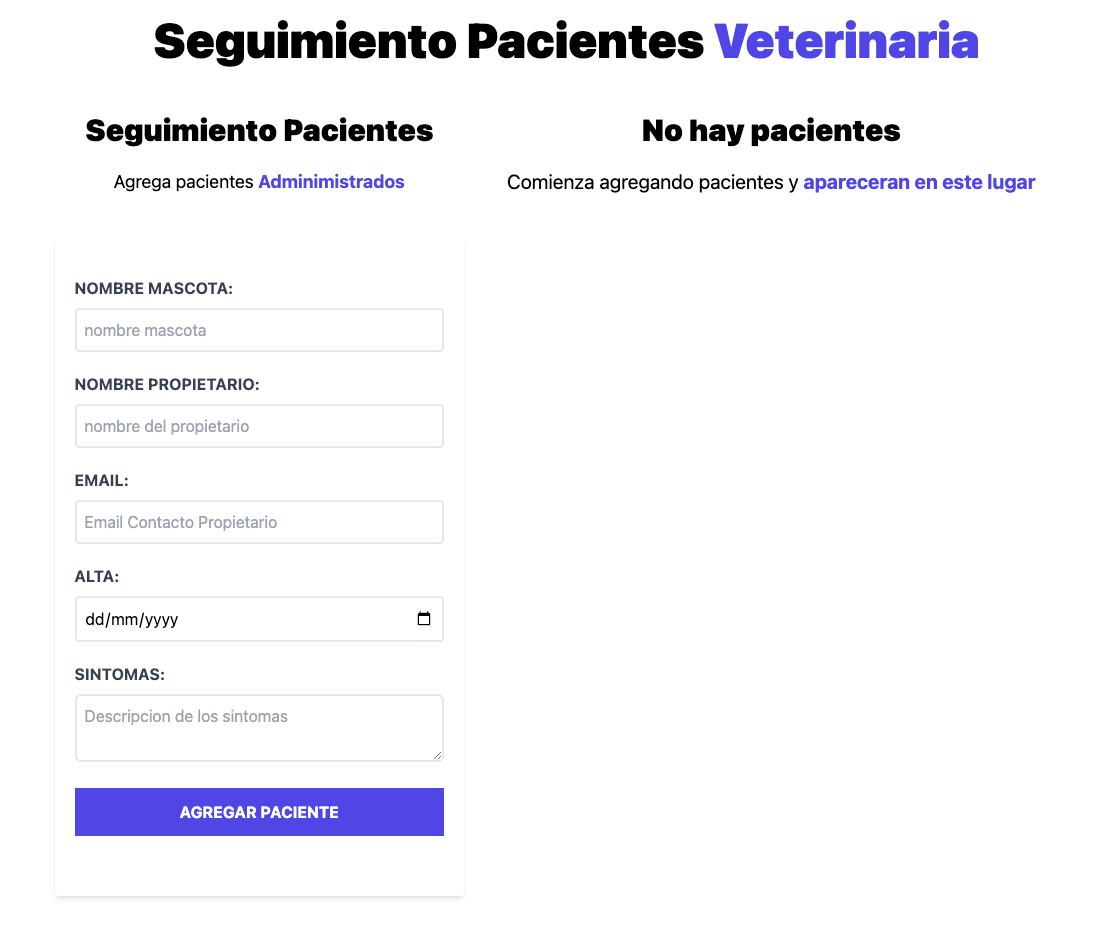 Seguimiento Pacientes Veterinaria
Seguimiento Pacientes
Agrega pacientes Adminimistrados
No hay pacientes
Comienza agregando pacientes y apareceran en este lugar
NOMBRE MASCOTA:
nombre mascota
NOMBRE PROPIETARIO:
nombre del propietario
EMAIL:
Email Contacto Propietario
ALTA:
dd/mm/yyyy
SINTOMAS:
Descripcion de los sintomas
AGREGAR PACIENTE